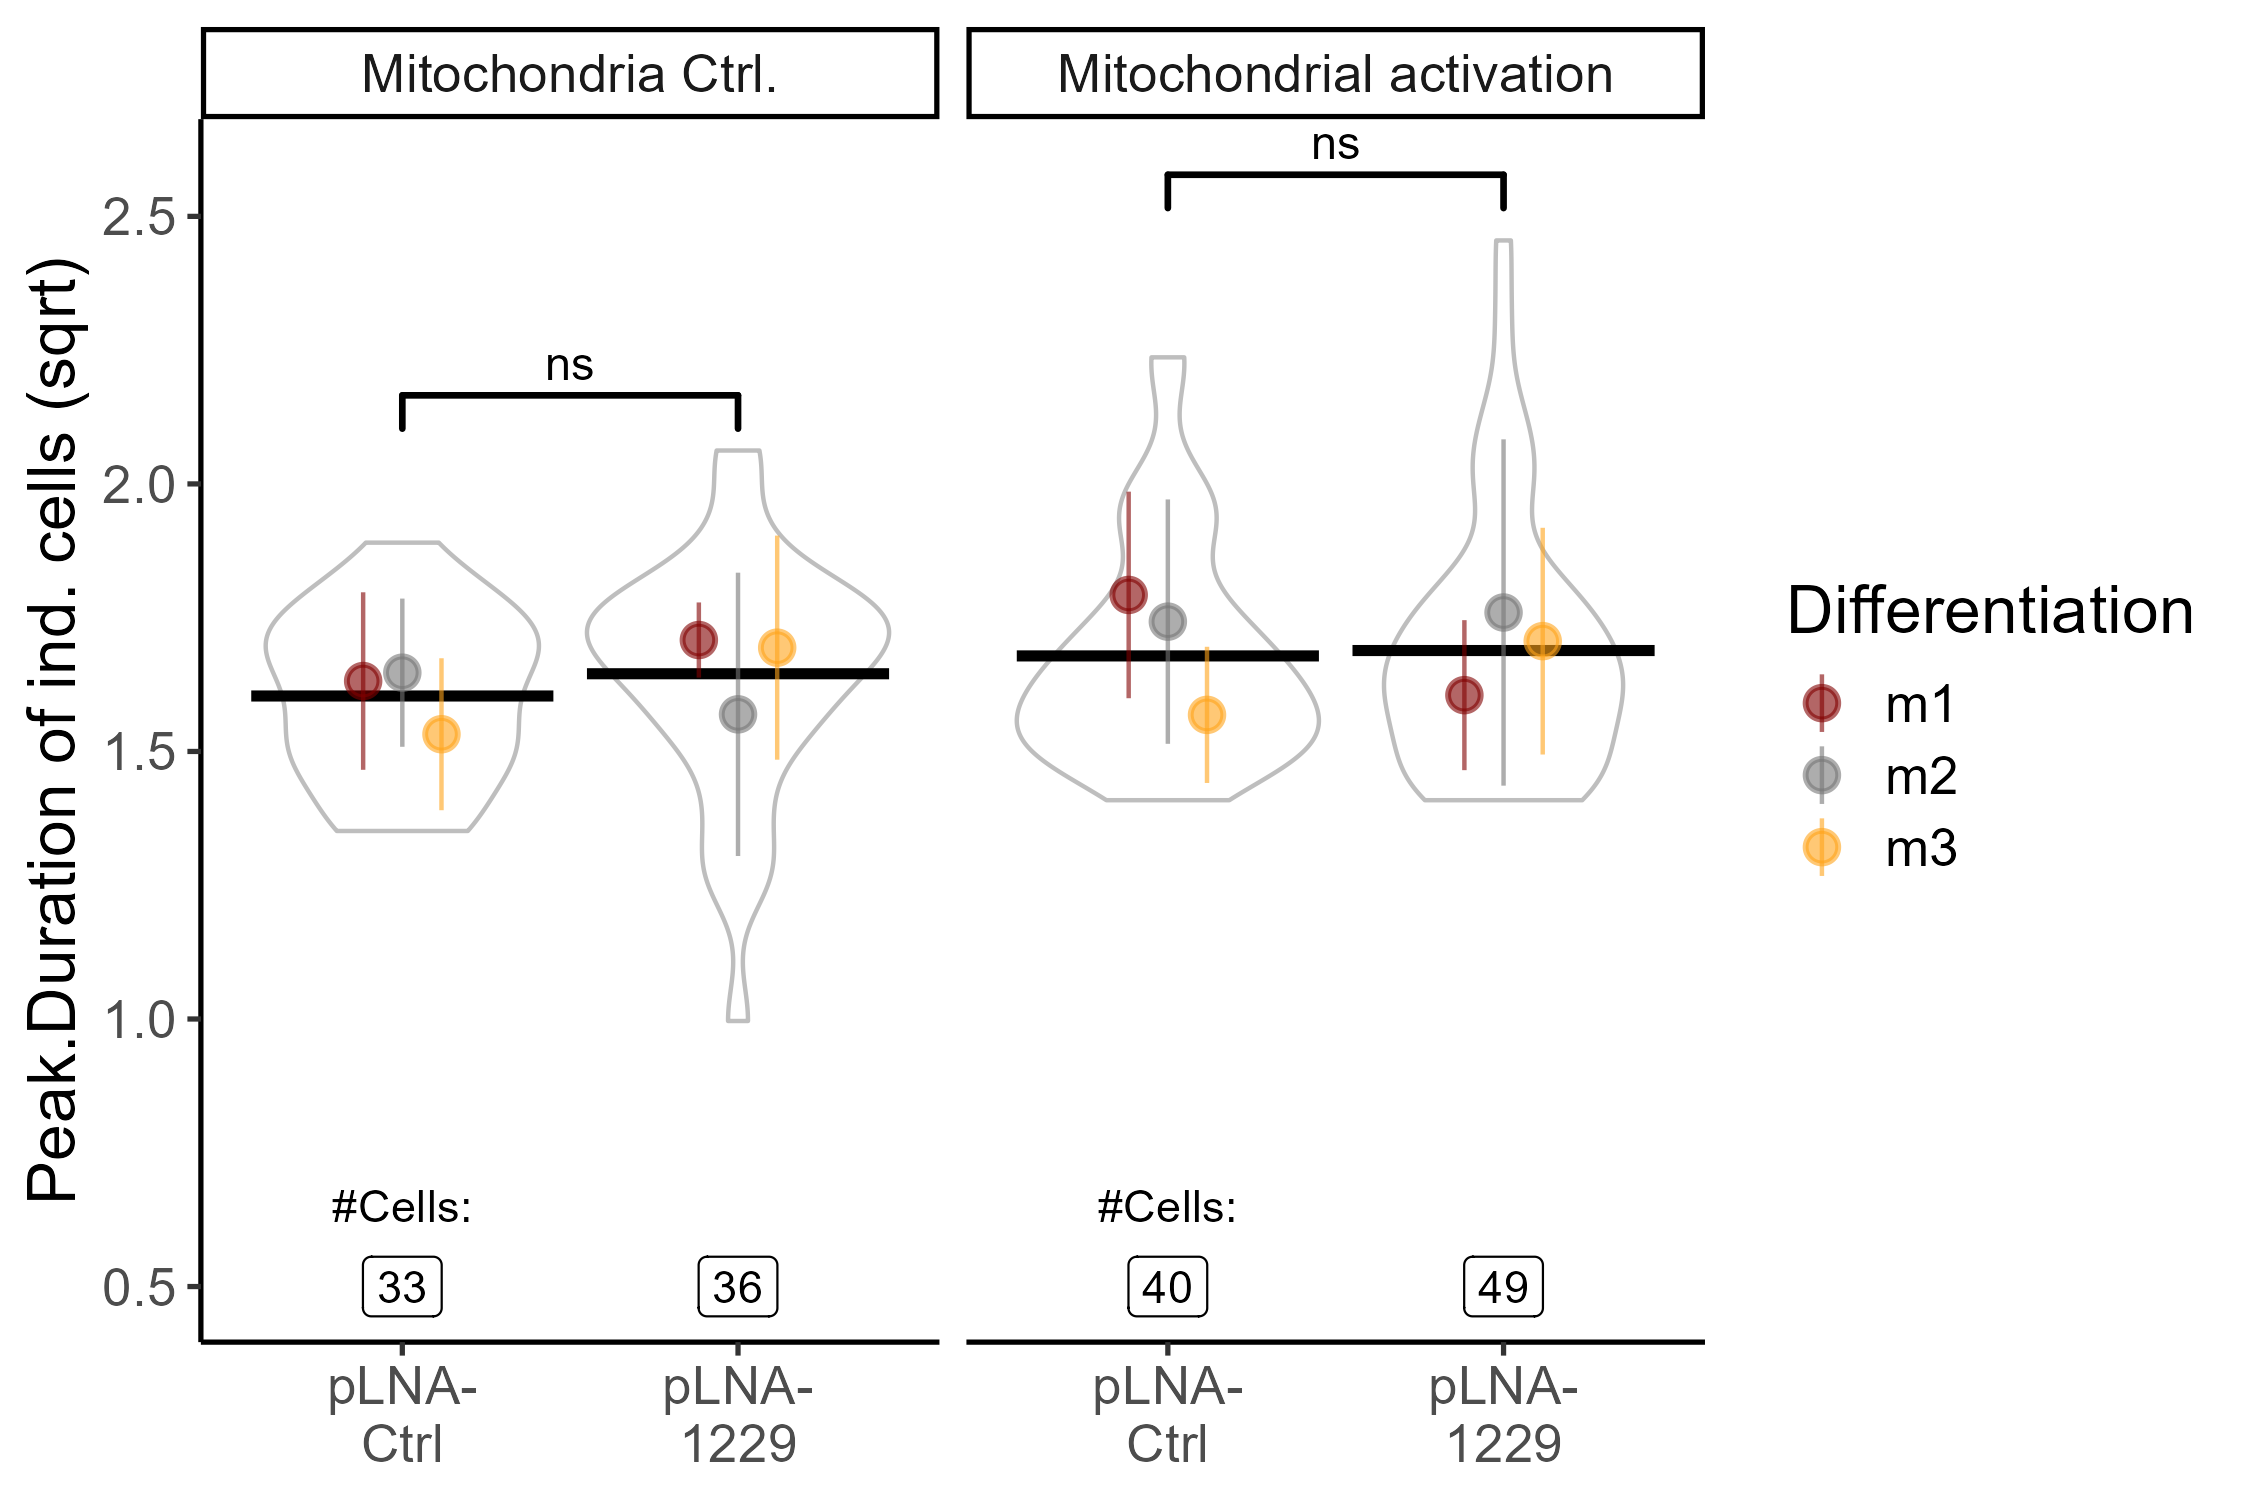 Mitochondria Ctrl.
Mitochondrial activation
ns
ns
Peak.Duration of ind. cells (sqrt)
2.5
2.0
1.5
1.0
0.5
#Cells:
#Cells:
33
36
40
49
pLNA-
Ctrl
pLNA-
1229
pLNA-
Ctrl
pLNA-
1229
Differentiation
m1
m2
m3